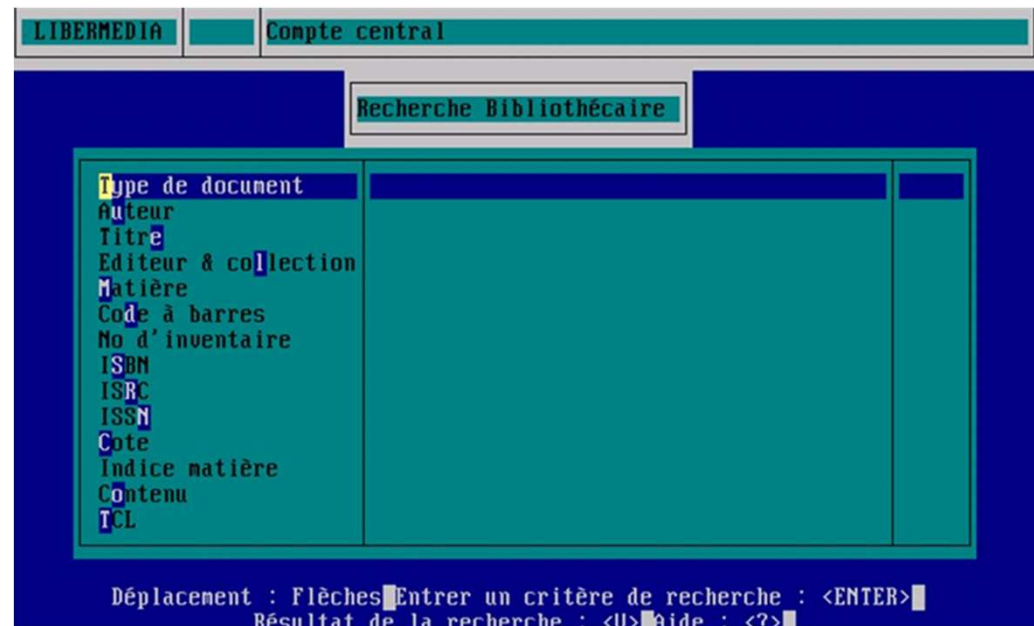 LIBERMEDIA Compte central
Recherche Bibliothécaire
Type de document
Auteur
Titre
Editeur & collection
Matière
Code à barres
No d'inventaire
ISBN
ISRC
ISSN
Cote
Indice matière
Contenu
TCL
Déplacement : Flèches Entrer un critère de recherche : <ENTER>
Résultat de la recherche : <U> Aide : <?>